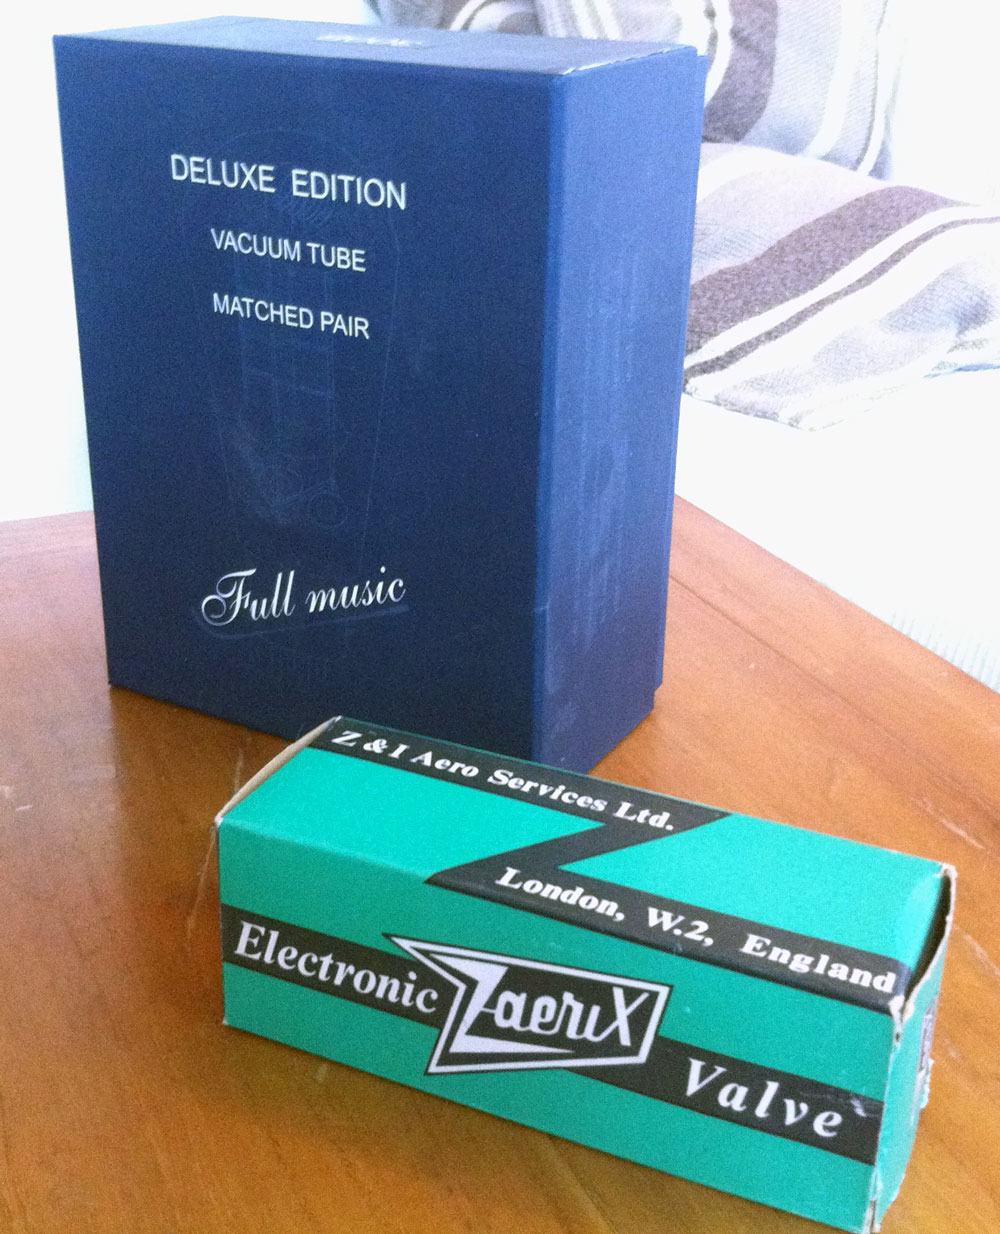 DELUXE EDITION
VACUUM TUBE
MATCHED PAIR
Full music
Z & I Aero Services Ltd.
London, W.2, England
Electronic ZaeriX Valve